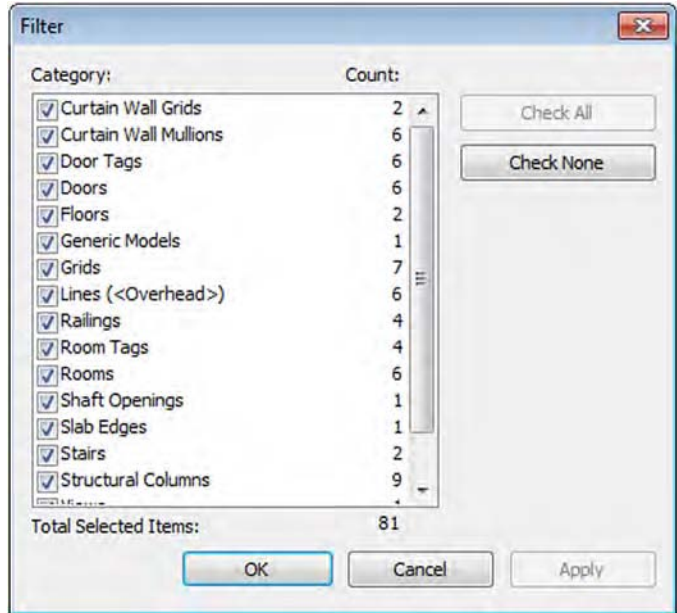 Filter
Category: Count:
Curtain Wall Grids 2
Curtain Wall Mullions 6
Door Tags 6
Doors 6
Floors 2
Generic Models 1
Grids 7
Lines (<Overhead>) 6
Railings 4
Room Tags 4
Rooms 6
Shaft Openings 1
Slab Edges 1
Stairs 2
Structural Columns 9
Check All
Check None
Total Selected Items: 81
OK Cancel Apply